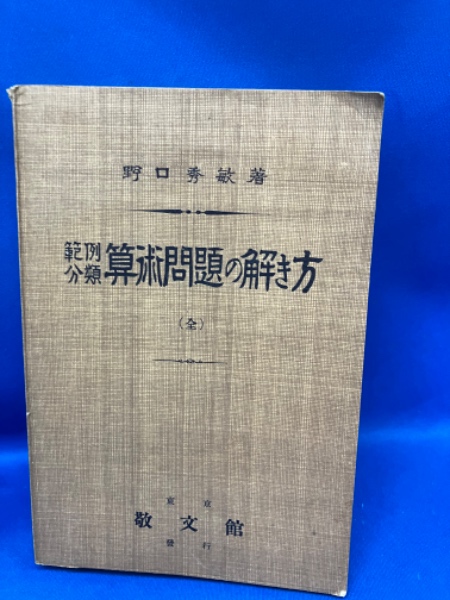 野口秀敏著
範例分類 算術問題の解き方
(全)
東京
敬文館
發行